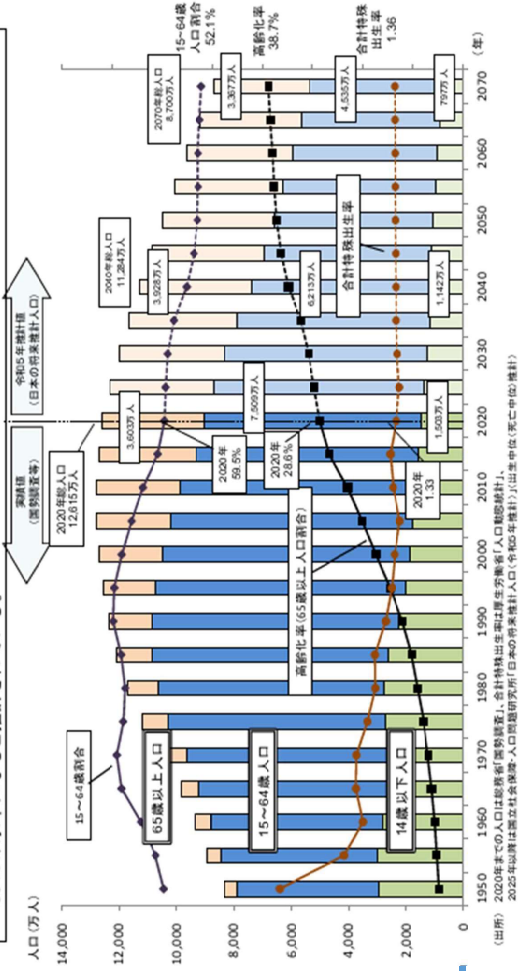 人口(万人)
14,000
12,000
10,000
8,000
6,000
4,000
2,000
0
実績値
(国勢調査等)
令和5年推計値
(日本の将来推計人口)
15～64歳割合
65歳以上人口
15～64歳人口
14歳以下人口
高齢化率(65歳以上人口割合)
合計特殊出生率
2020年総人口
12,615万人
3,603万人
7,509万人
1,503万人
2020年
59.5%
2020年
28.6%
2020年
1.33
2040年総人口
11,284万人
3,928万人
6,213万人
1,142万人
2070年総人口
8,700万人
3,367万人
4,535万人
797万人
15～64歳
人口割合
52.1%
高齢化率
38.7%
合計特殊
出生率
1.36
1950
1960
1970
1980
1990
2000
2010
2020
2030
2040
2050
2060
2070
(年)
(出所) 2020年までの人口は総務省「国勢調査」、合計特殊出生率は厚生労働省「人口動態統計」、
2025年以降は国立社会保障・人口問題研究所「日本の将来推計人口(令和5年推計)」(出生中位(死亡中位)推計)